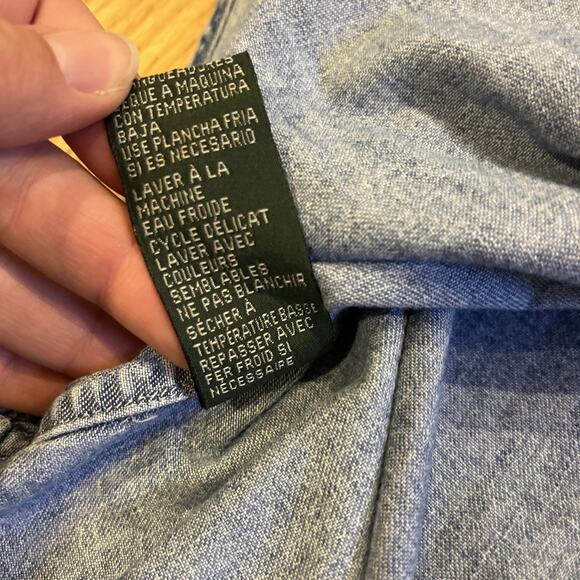 SEQUE A MAQUINA
CON TEMPERATURA
BAJA
USE PLANCHA FRIA
SI ES NECESARIO
LAVER À LA
MACHINE
EAU FROIDE
CYCLE DÉLICAT
LAVER AVEC
COULEURS
SEMBLABLES
NE PAS BLANCHIR
SÉCHER À
TEMPÉRATURE BASSE
REPASSER AVEC
FER FROID SI
NECESSAIRE